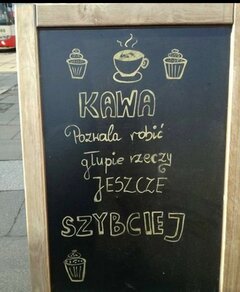 KAWA
Pozwala robić
głupie rzeczy
JESZCZE
SZYBCIEJ